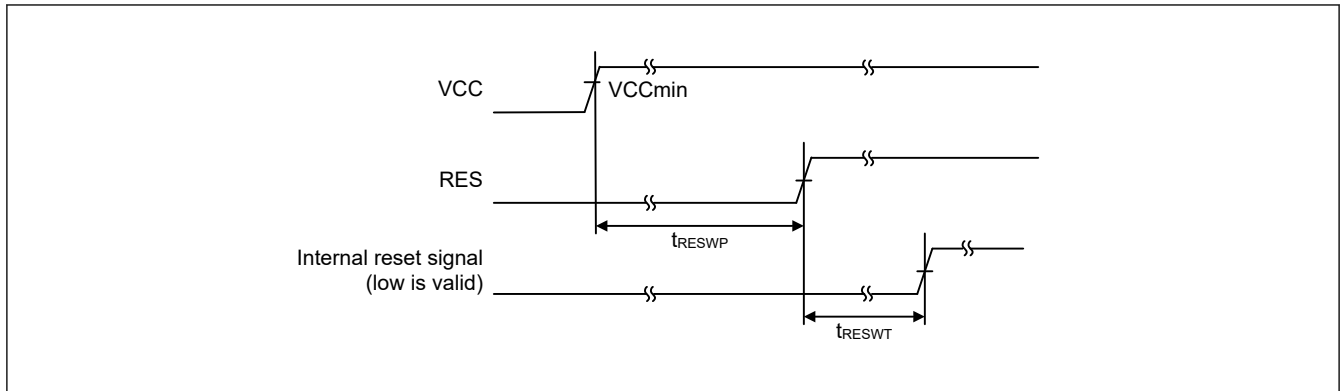 VCC
VCCmin
RES
tRESWP
Internal reset signal
(low is valid)
tRESWT